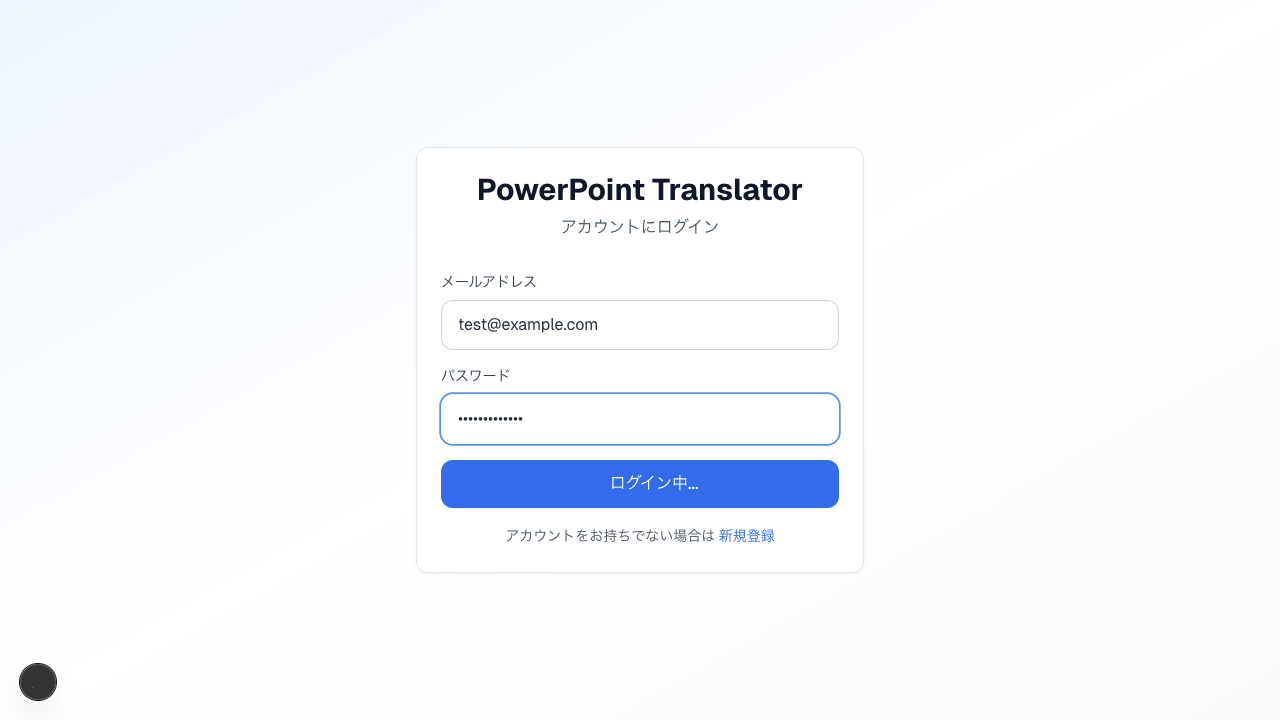 PowerPoint Translator
アカウントにログイン
メールアドレス
test@example.com
パスワード
•••••••••••••
ログイン中...
アカウントをお持ちでない場合は 新規登録